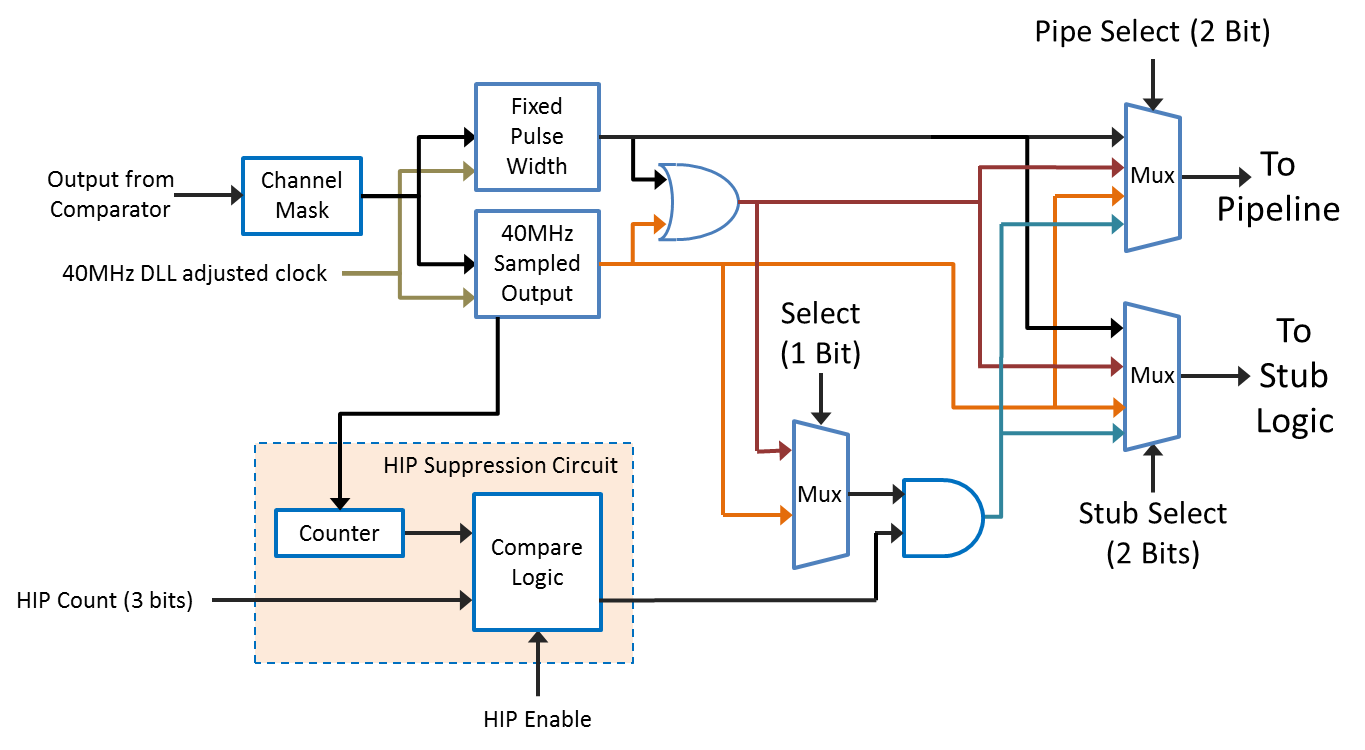 Pipe Select (2 Bit)
Fixed
Pulse
Width
Output from
Comparator
Channel
Mask
Mux
To
Pipeline
40MHz
Sampled
Output
40MHz DLL adjusted clock
Select
(1 Bit)
Mux
To
Stub
Logic
HIP Suppression Circuit
Mux
Counter
Compare
Logic
Stub Select
(2 Bits)
HIP Count (3 bits)
HIP Enable